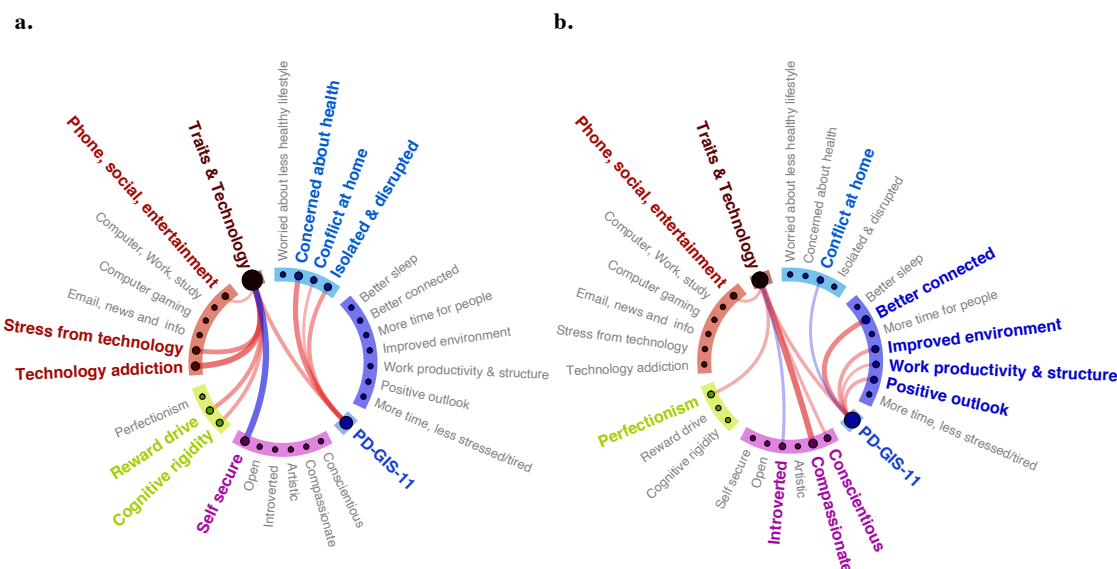 a.
Phone, social, entertainment
Traits & Technology
Worried about less healthy lifestyle
Concerned about health
Conflict at home
Isolated & disrupted
Computer, Work, study
Computer gaming
Email, news and info
Stress from technology
Technology addiction
Better sleep
Better connected
More time for people
Improved environment
Work productivity & structure
Positive outlook
More time, less stressed/tired
Perfectionism
Reward drive
Cognitive rigidity
Self secure
Open
Introverted
Artistic
Compassionate
Conscientious
PD-GIS-11
b.
Phone, social, entertainment
Traits & Technology
Worried about less healthy lifestyle
Concerned about health
Conflict at home
Isolated & disrupted
Computer, Work, study
Computer gaming
Email, news and info
Stress from technology
Technology addiction
Better sleep
Better connected
More time for people
Improved environment
Work productivity & structure
Positive outlook
More time, less stressed/tired
Perfectionism
Reward drive
Cognitive rigidity
Self secure
Open
Introverted
Artistic
Compassionate
Conscientious
PD-GIS-11